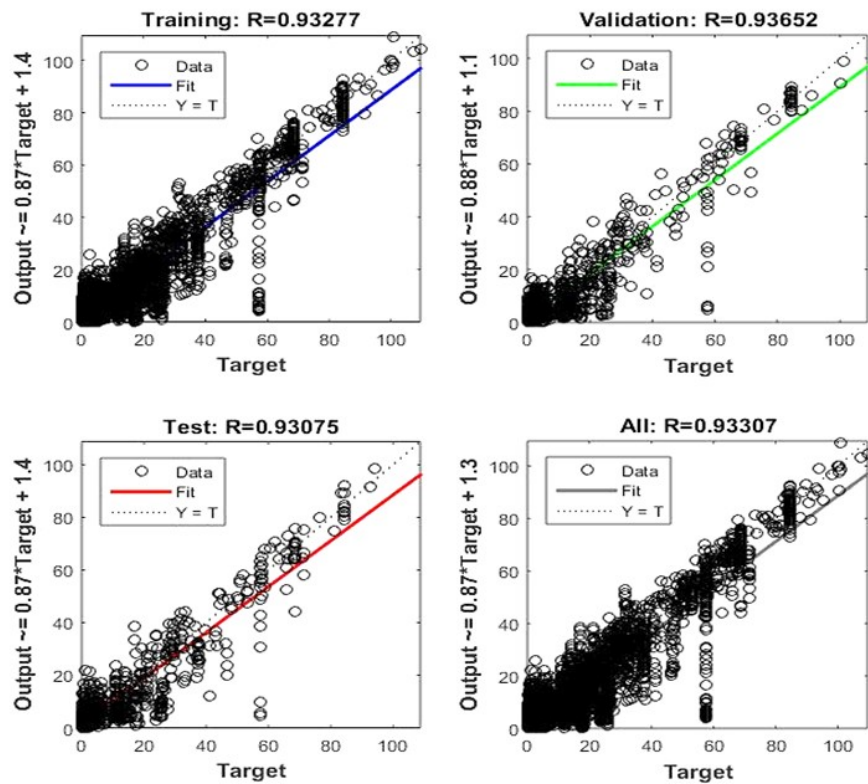 Training: R=0.93277
Output ~= 0.87*Target + 1.4
100
80
60
40
20
0
Data
Fit
Y = T
0 20 40 60 80 100
Target
Validation: R=0.93652
Output ~= 0.88*Target + 1.1
100
80
60
40
20
0
Data
Fit
Y = T
0 20 40 60 80 100
Target
Test: R=0.93075
Output ~= 0.87*Target + 1.4
100
80
60
40
20
0
Data
Fit
Y = T
0 20 40 60 80 100
Target
All: R=0.93307
Output ~= 0.87*Target + 1.3
100
80
60
40
20
0
Data
Fit
Y = T
0 20 40 60 80 100
Target